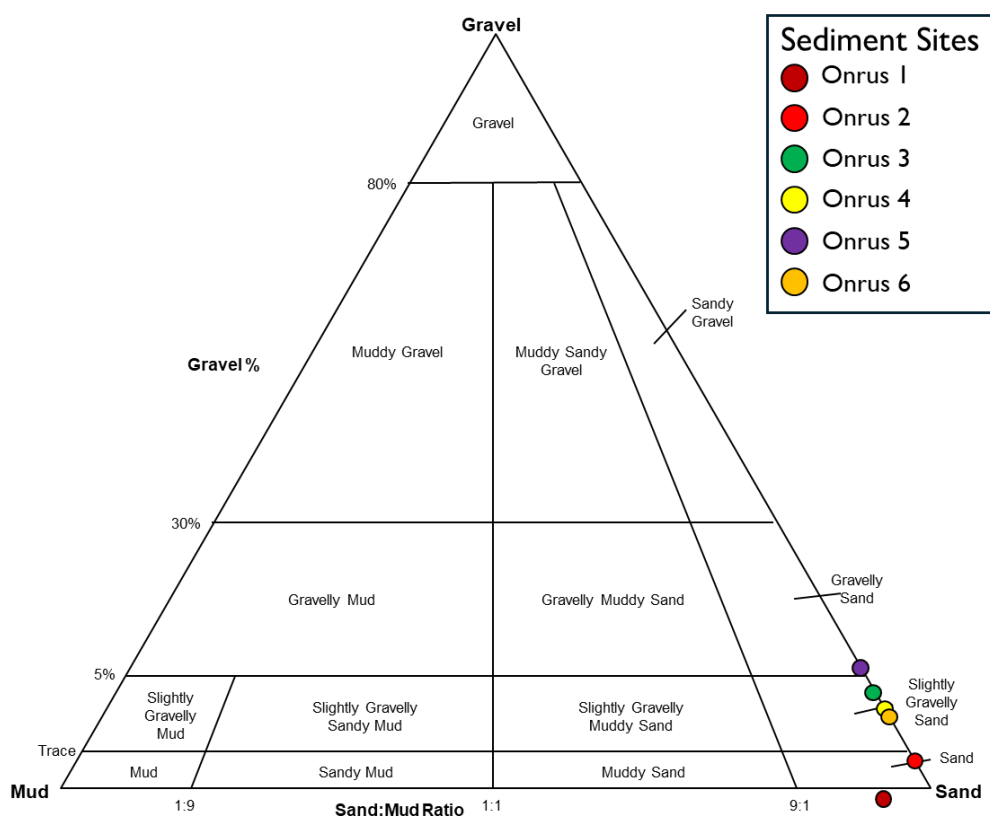 Gravel
Sediment Sites
Onrus 1
Onrus 2
Onrus 3
Onrus 4
Onrus 5
Onrus 6
Gravel
80%
Sandy
Gravel
Muddy Gravel
Muddy Sandy
Gravel
Gravel %
30%
Gravelly
Sand
Gravelly Mud
Gravelly Muddy Sand
5%
Slightly
Gravelly
Mud
Slightly Gravelly
Sandy Mud
Slightly Gravelly
Muddy Sand
Slightly
Gravelly
Sand
Trace
Mud
Sandy Mud
Muddy Sand
Sand
Mud
Sand
1:9
Sand:Mud Ratio
1:1
9:1